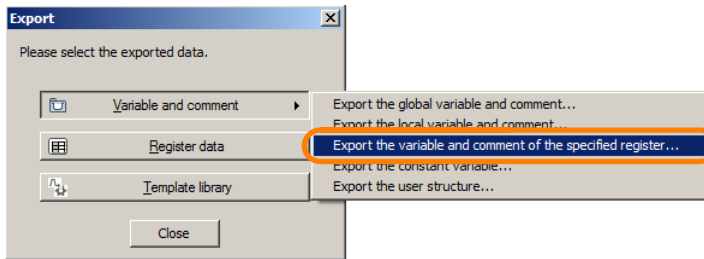 Export
Please select the exported data.
Variable and comment
Export the global variable and comment...
Export the local variable and comment...
Register data
Export the variable and comment of the specified register...
Export the constant variable...
Template library
Export the user structure...
Close